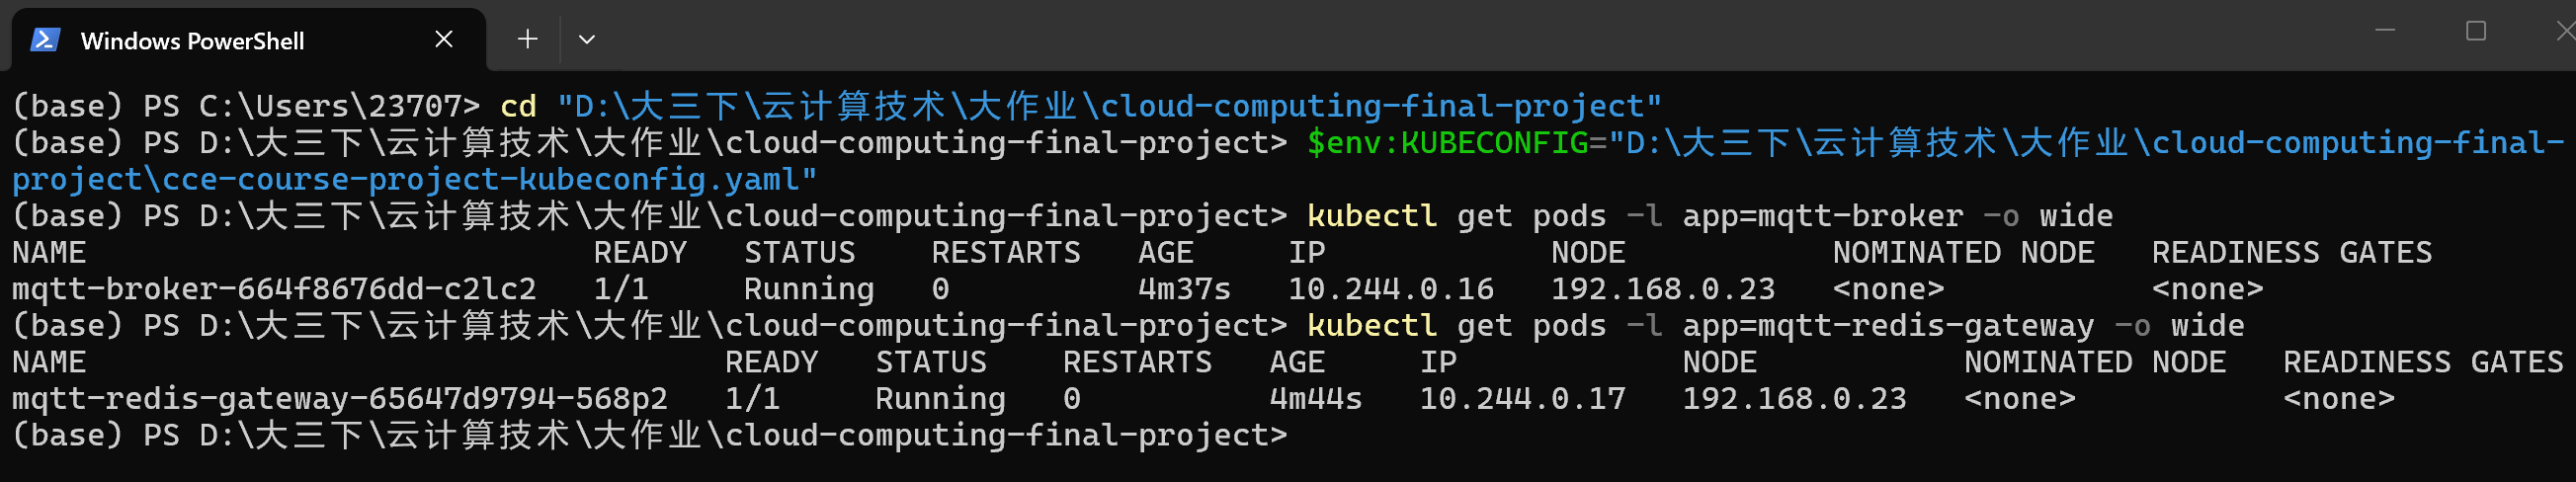 Windows PowerShell
(base) PS C:\Users\23707> cd "D:\大三下\云计算技术\大作业\cloud-computing-final-project"
(base) PS D:\大三下\云计算技术\大作业\cloud-computing-final-project> $env:KUBECONFIG="D:\大三下\云计算技术\大作业\cloud-computing-final-
project\cce-course-project-kubeconfig.yaml"
(base) PS D:\大三下\云计算技术\大作业\cloud-computing-final-project> kubectl get pods -l app=mqtt-broker -o wide
NAME READY STATUS RESTARTS AGE IP NODE NOMINATED NODE READINESS GATES
mqtt-broker-664f8676dd-c2lc2 1/1 Running 0 4m37s 10.244.0.16 192.168.0.23 <none> <none>
(base) PS D:\大三下\云计算技术\大作业\cloud-computing-final-project> kubectl get pods -l app=mqtt-redis-gateway -o wide
NAME READY STATUS RESTARTS AGE IP NODE NOMINATED NODE READINESS GATES
mqtt-redis-gateway-65647d9794-568p2 1/1 Running 0 4m44s 10.244.0.17 192.168.0.23 <none> <none>
(base) PS D:\大三下\云计算技术\大作业\cloud-computing-final-project>